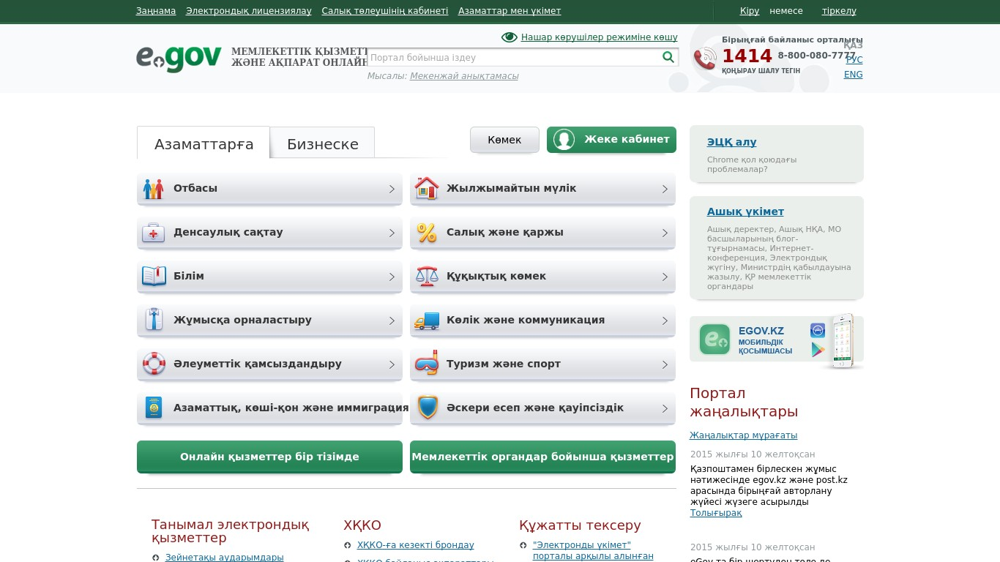 Заңнама Электрондық лицензиялау Салық төлеушінің кабинеті Азаматтар мен үкімет Кіру немесе тіркелу
Нашар көрушілер режиміне көшу
egov
МЕМЛЕКЕТТІК ҚЫЗМЕТТ
ЖӘНЕ АҚПАРАТ ОНЛАЙН
Портал бойынша іздеу
Мысалы: Мекенжай анықтамасы
Бірыңғай байланыс орталығы
1414 8-800-080-7777
ҚОҢЫРАУ ШАЛУ ТЕГІН
ҚАЗ
РУС
ENG
Азаматтарға Бизнеске
Көмек
Жеке кабинет
Отбасы
Жылжымайтын мүлік
Денсаулық сақтау
Салық және қаржы
Білім
Құқықтық көмек
Жұмысқа орналастыру
Көлік және коммуникация
Әлеуметтік қамсыздандыру
Туризм және спорт
Азаматтық, көші-қон және иммиграция
Әскери есеп және қауіпсіздік
Онлайн қызметтер бір тізімде
Мемлекеттік органдар бойынша қызметтер
ЭЦҚ алу
Chrome қол қоюдағы
проблемалар?
Ашық үкімет
Ашық деректер, Ашық НҚА, МО
басшыларының блог-
тұғырнамасы, Интернет-
конференция, Электрондық
жүгіну, Министрдің қабылдауына
жазылу, ҚР мемлекеттік
органдары
EGOV.KZ
МОБИЛЬДІК
ҚОСЫМШАСЫ
Портал
жаңалықтары
Жаңалықтар мұрағаты
2015 жылғы 10 желтоқсан
Қазпоштамен бірлескен жұмыс
нәтижесінде egov.kz және post.kz
арасында бірыңғай авторлану
жүйесі жүзеге асырылды
Толығырақ
2015 жылғы 10 желтоқсан
Танымал электрондық
қызметтер
Зейнетақы аударымдары
ХҚКО
ХҚКО-ға кезекті брондау
Құжатты тексеру
"Электронды үкімет"
порталы арқылы алынған